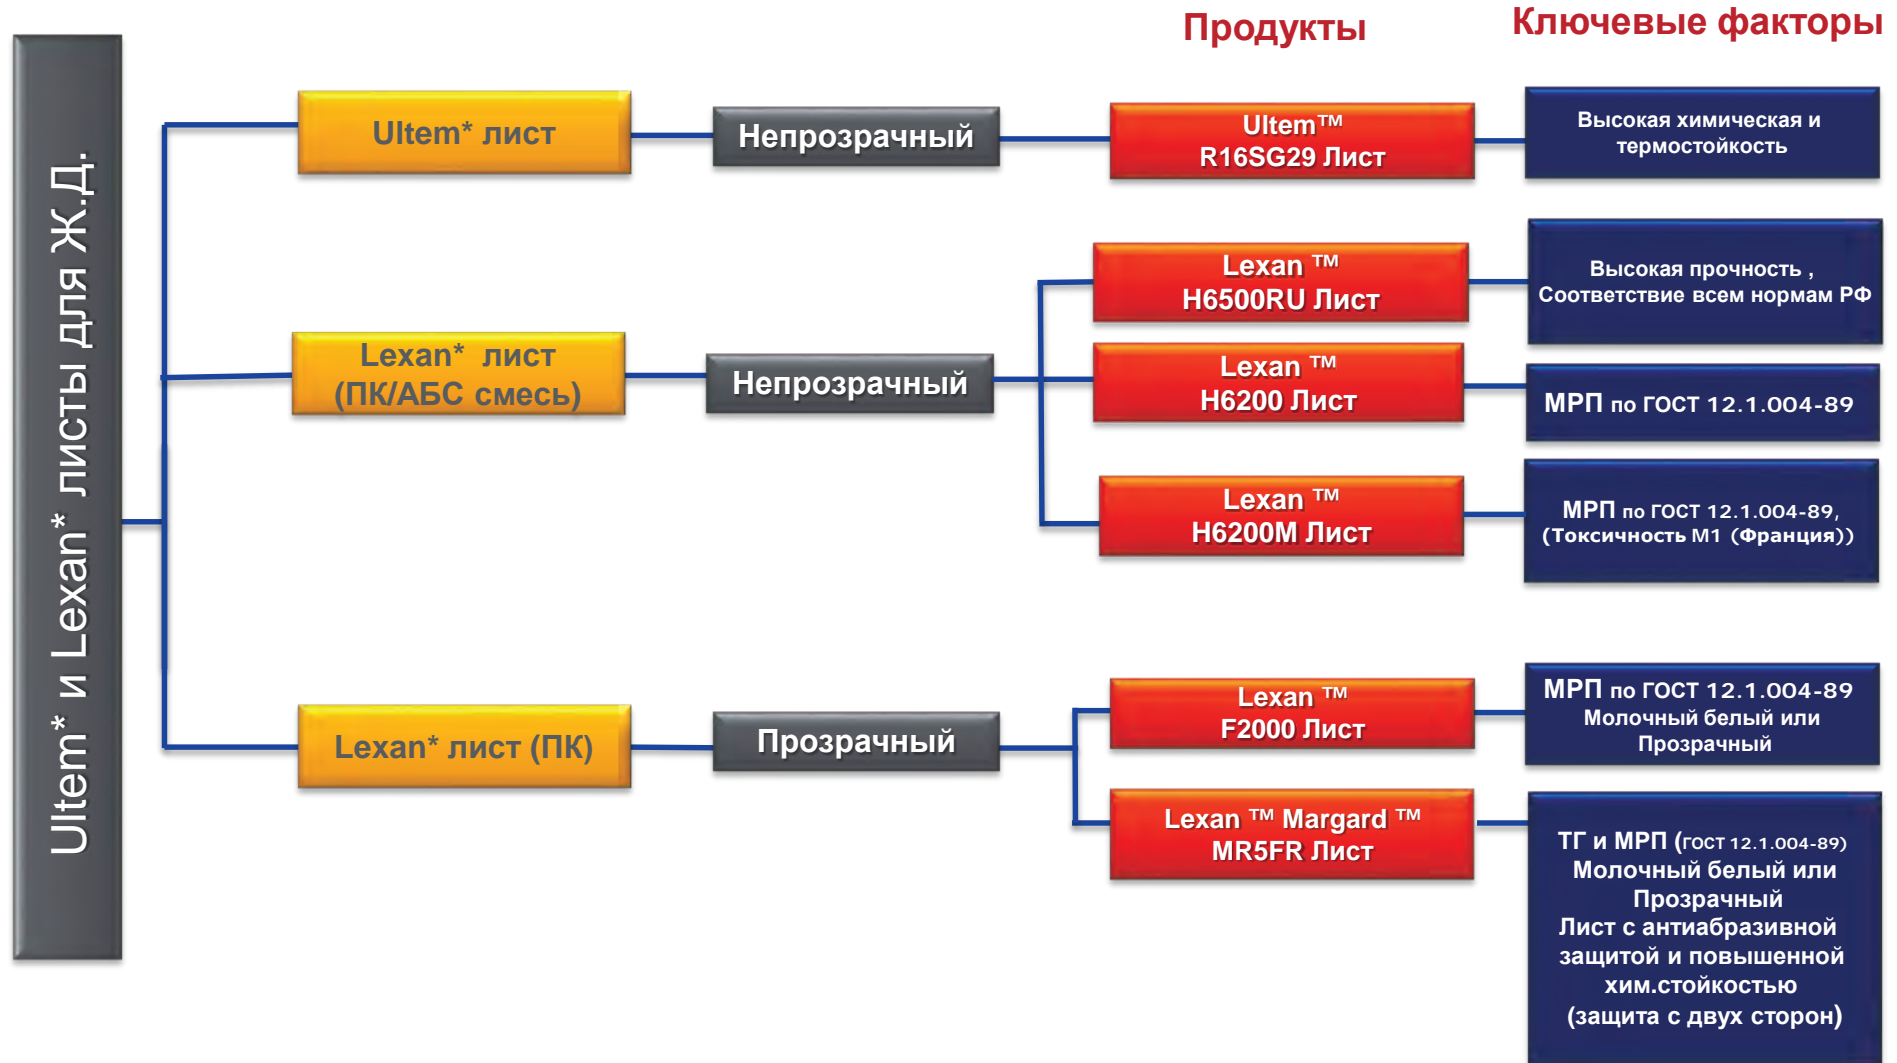 Продукты
Ключевые факторы
Ultem* и Lexan* листы для Ж.Д.
Ultem* лист
Непрозрачный
Ultem™
R16SG29 Лист
Высокая химическая и
термостойкость
Lexan* лист
(ПК/АБС смесь)
Непрозрачный
Lexan ™
H6500RU Лист
Высокая прочность ,
Соответствие всем нормам РФ
Lexan ™
H6200 Лист
МРП по ГОСТ 12.1.004-89
Lexan ™
H6200M Лист
МРП по ГОСТ 12.1.004-89,
(Токсичность М1 (Франция))
Lexan* лист (ПК)
Прозрачный
Lexan ™
F2000 Лист
МРП по ГОСТ 12.1.004-89
Молочный белый или
Прозрачный
Lexan ™ Margard ™
MR5FR Лист
ТГ и МРП (ГОСТ 12.1.004-89)
Молочный белый или
Прозрачный
Лист с антиабразивной
защитой и повышенной
хим.стойкостью
(защита с двух сторон)